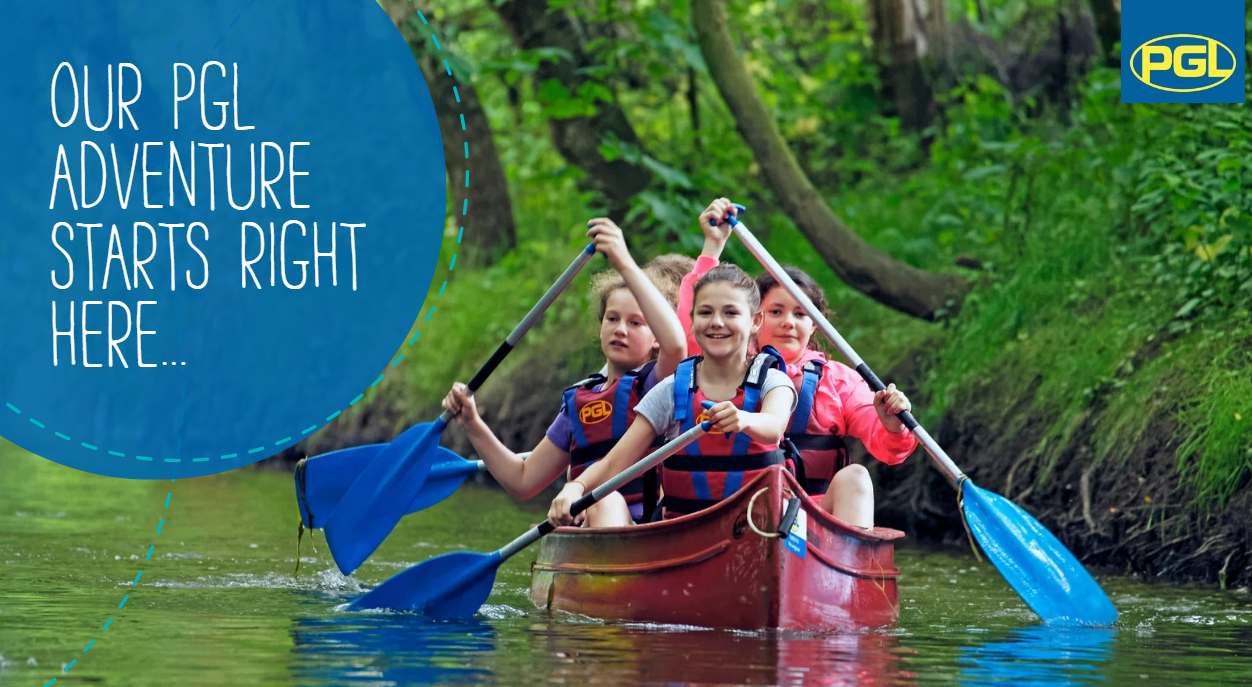 OUR PGL
ADVENTURE
STARTS RIGHT
HERE...
PGL
PGL